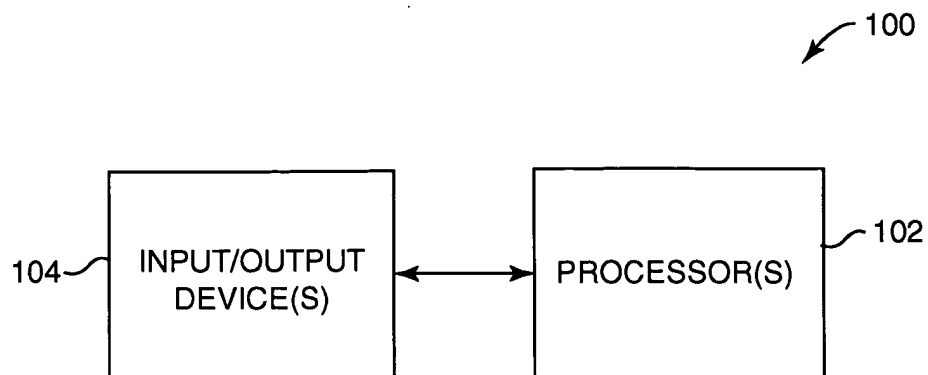 100
104
INPUT/OUTPUT
DEVICE(S)
PROCESSOR(S)
102